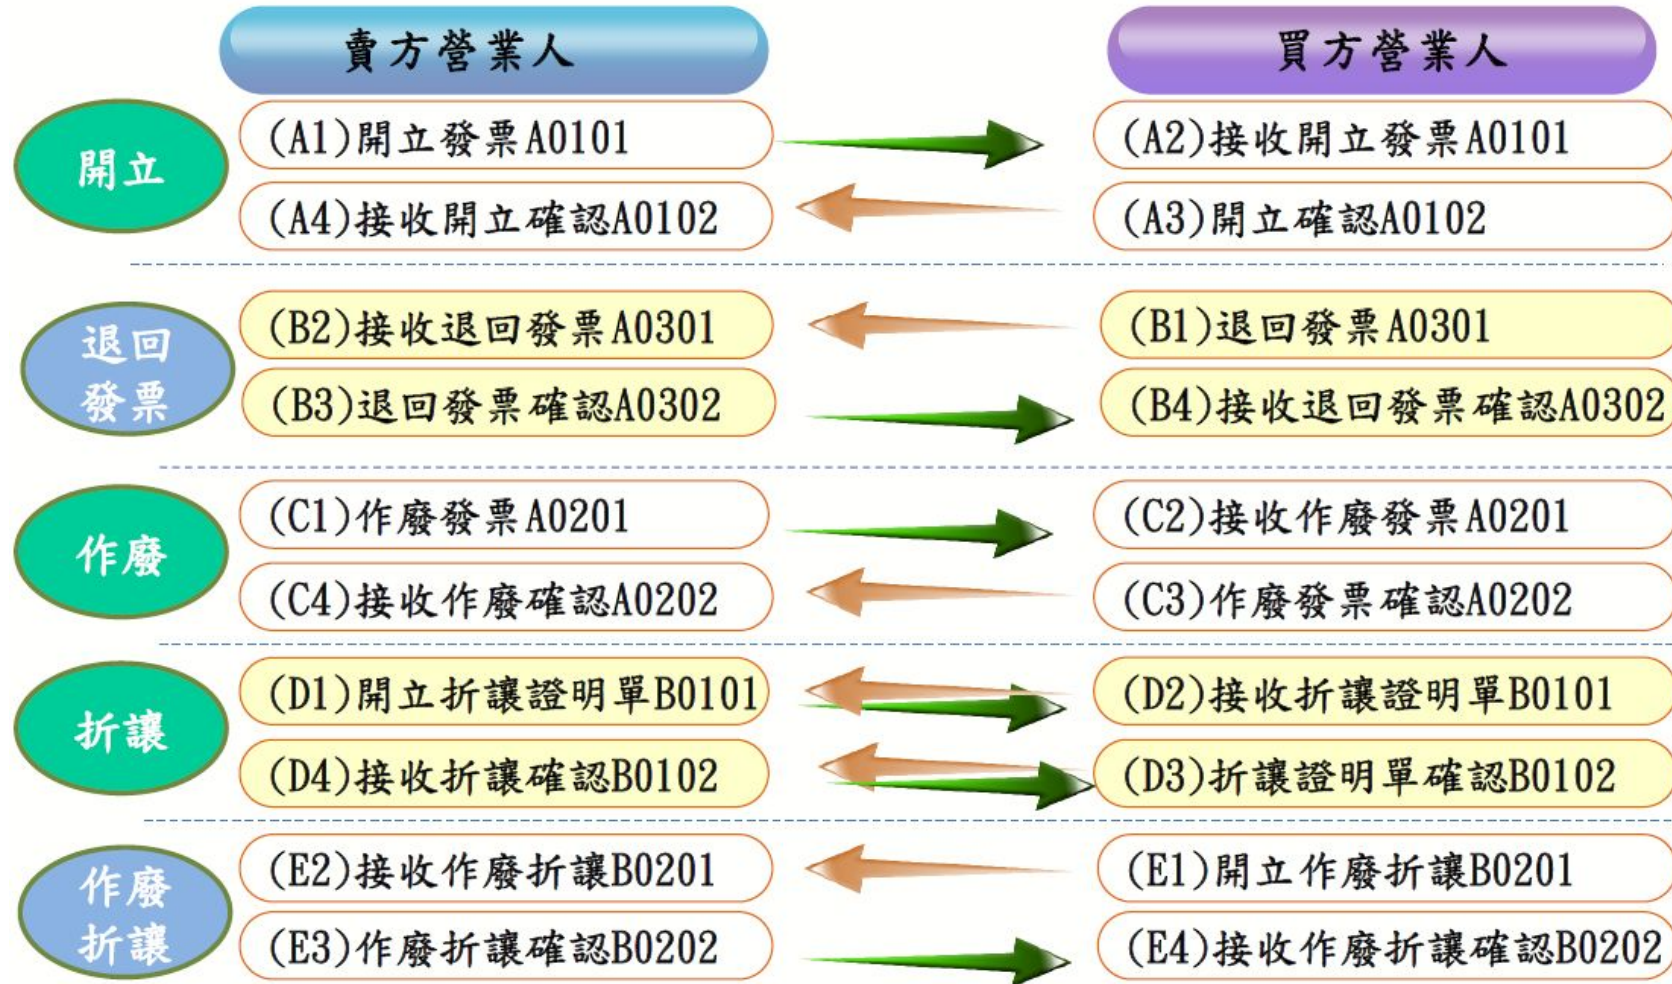 賣方營業人
買方營業人
開立
(A1)開立發票A0101
(A2)接收開立發票A0101
(A4)接收開立確認A0102
(A3)開立確認A0102
退回
發票
(B2)接收退回發票A0301
(B1)退回發票A0301
(B3)退回發票確認A0302
(B4)接收退回發票確認A0302
作廢
(C1)作廢發票A0201
(C2)接收作廢發票A0201
(C4)接收作廢確認A0202
(C3)作廢發票確認A0202
折讓
(D1)開立折讓證明單B0101
(D2)接收折讓證明單B0101
(D4)接收折讓確認B0102
(D3)折讓證明單確認B0102
作廢
折讓
(E2)接收作廢折讓B0201
(E1)開立作廢折讓B0201
(E3)作廢折讓確認B0202
(E4)接收作廢折讓確認B0202